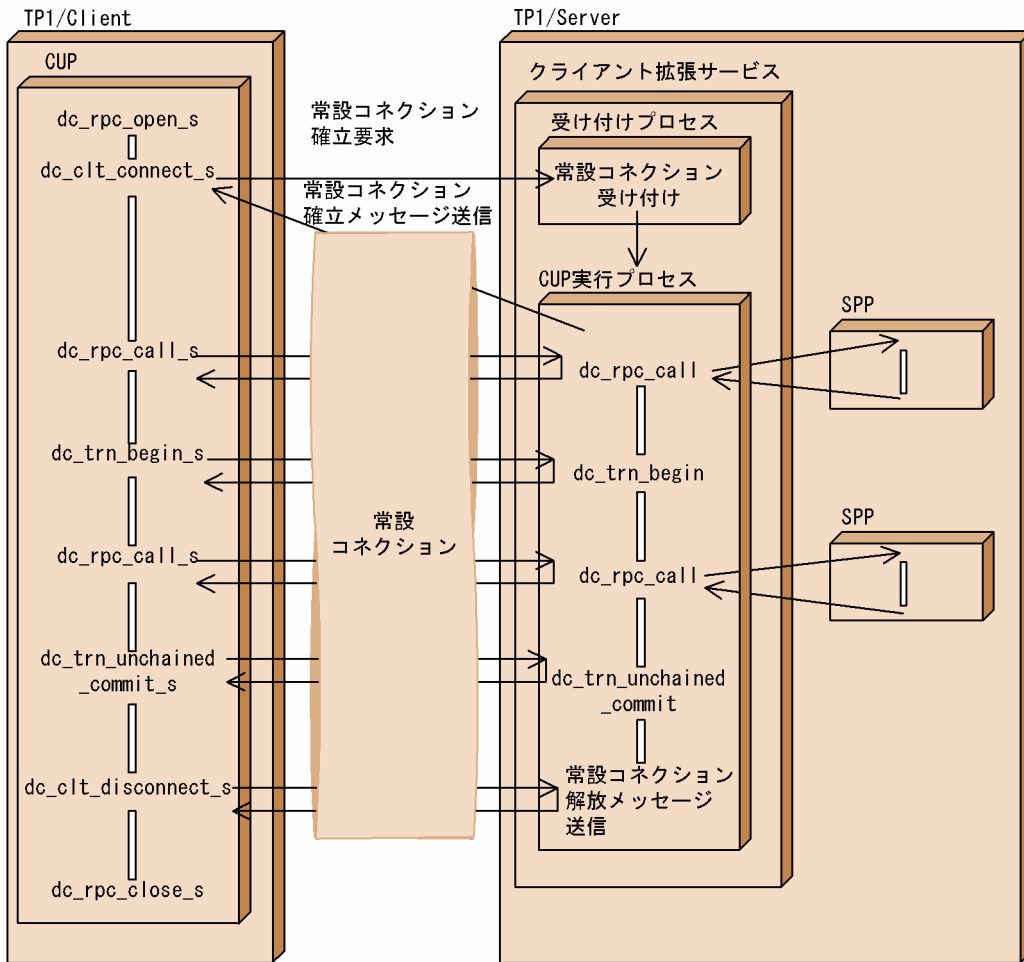 TP1/Client
CUP
dc_rpc_open_s
dc_clt_connect_s
dc_rpc_call_s
dc_trn_begin_s
dc_rpc_call_s
dc_trn_unchained
_commit_s
dc_clt_disconnect_s
dc_rpc_close_s
常設コネクション
確立要求
常設コネクション
確立メッセージ送信
常設
コネクション
TP1/Server
クライアント拡張サービス
受け付けプロセス
常設コネクション
受け付け
CUP実行プロセス
dc_rpc_call
dc_trn_begin
dc_rpc_call
dc_trn_unchained
_commit
常設コネクション
解放メッセージ
送信
SPP
SPP